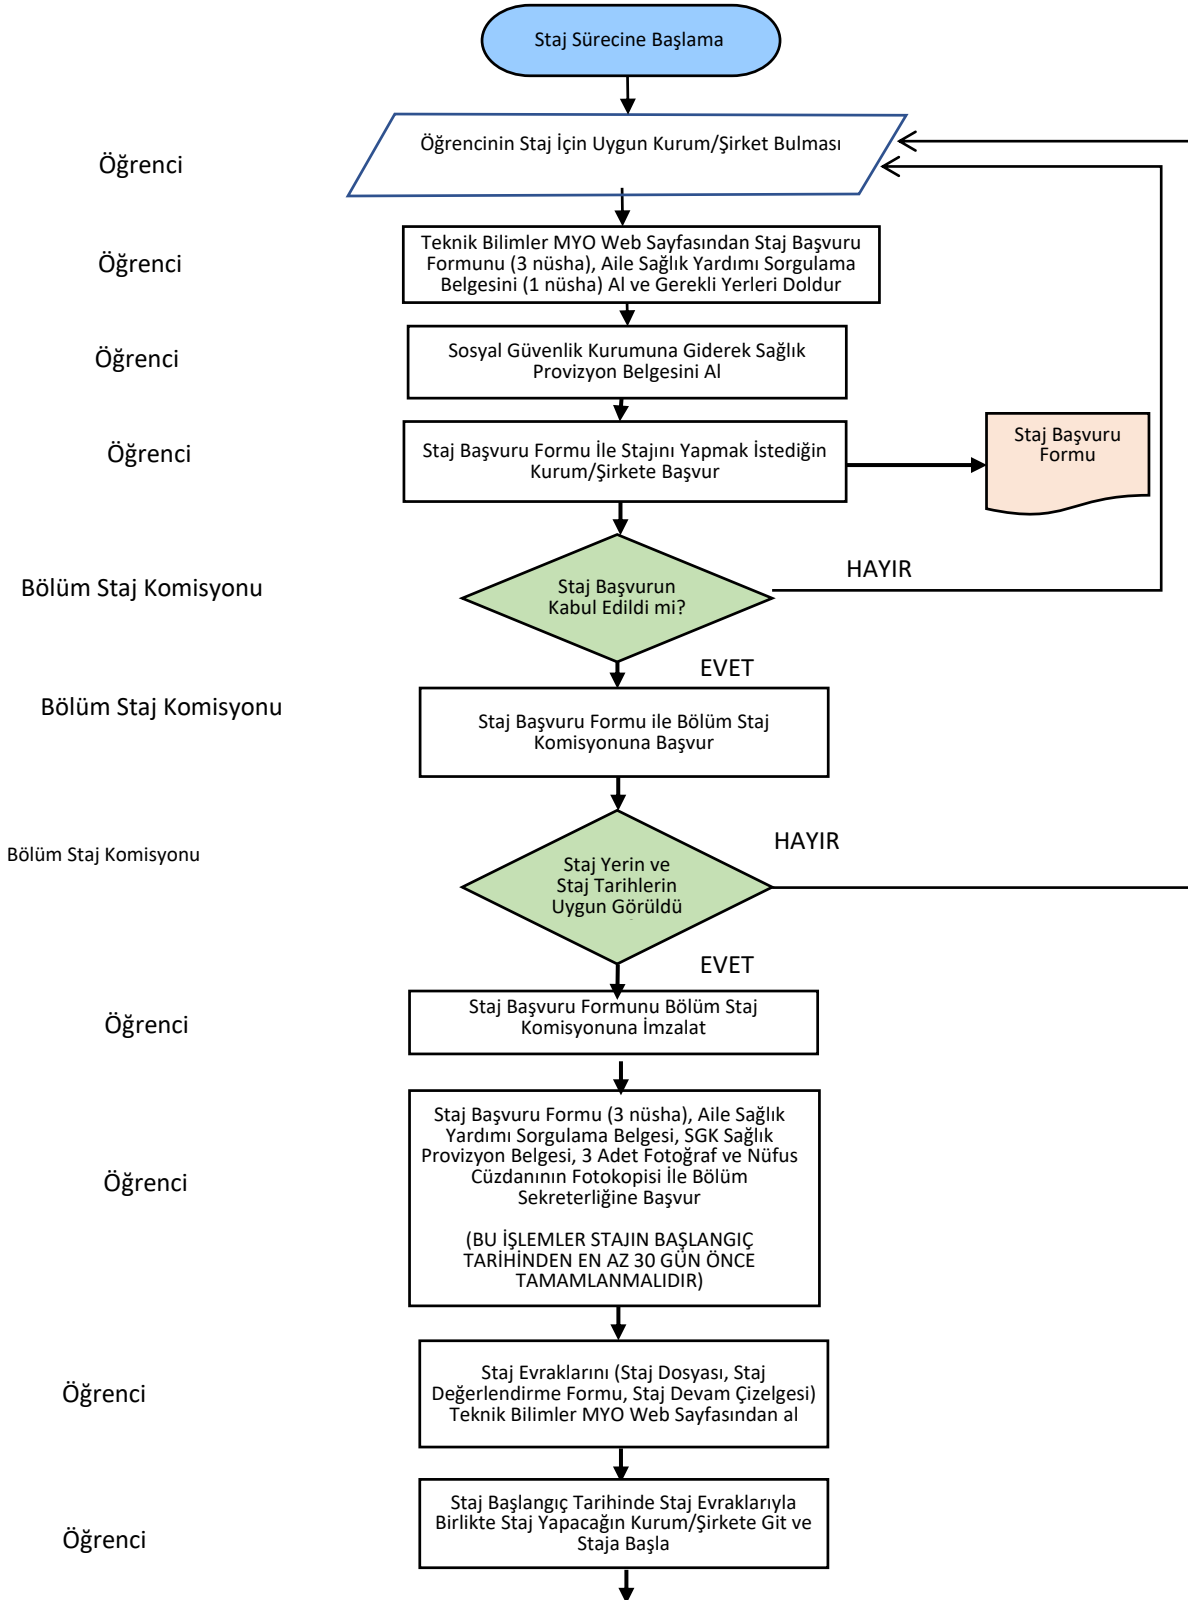 Staj Sürecine Başlama
Öğrenci
Öğrencinin Staj İçin Uygun Kurum/Şirket Bulması
Öğrenci
Teknik Bilimler MYO Web Sayfasından Staj Başvuru
Formunu (3 nüsha), Aile Sağlık Yardımı Sorgulama
Belgesini (1 nüsha) Al ve Gerekli Yerleri Doldur
Öğrenci
Sosyal Güvenlik Kurumuna Giderek Sağlık
Provizyon Belgesini Al
Öğrenci
Staj Başvuru Formu İle Stajını Yapmak İstediğin
Kurum/Şirkete Başvur
Staj Başvuru
Formu
Bölüm Staj Komisyonu
Staj Başvurun
Kabul Edildi mi?
HAYIR
EVET
Bölüm Staj Komisyonu
Staj Başvuru Formu ile Bölüm Staj
Komisyonuna Başvur
Bölüm Staj Komisyonu
Staj Yerin ve
Staj Tarihlerin
Uygun Görüldü
HAYIR
EVET
Öğrenci
Staj Başvuru Formunu Bölüm Staj
Komisyonuna İmzalat
Öğrenci
Staj Başvuru Formu (3 nüsha), Aile Sağlık
Yardımı Sorgulama Belgesi, SGK Sağlık
Provizyon Belgesi, 3 Adet Fotoğraf ve Nüfus
Cüzdanının Fotokopisi İle Bölüm
Sekreterliğine Başvur
(BU İŞLEMLER STAJIN BAŞLANGIÇ
TARİHİNDEN EN AZ 30 GÜN ÖNCE
TAMAMLANMALIDIR)
Öğrenci
Staj Evraklarını (Staj Dosyası, Staj
Değerlendirme Formu, Staj Devam Çizelgesi)
Teknik Bilimler MYO Web Sayfasından al
Öğrenci
Staj Başlangıç Tarihinde Staj Evraklarıyla
Birlikte Staj Yapacağın Kurum/Şirkete Git ve
Staja Başla